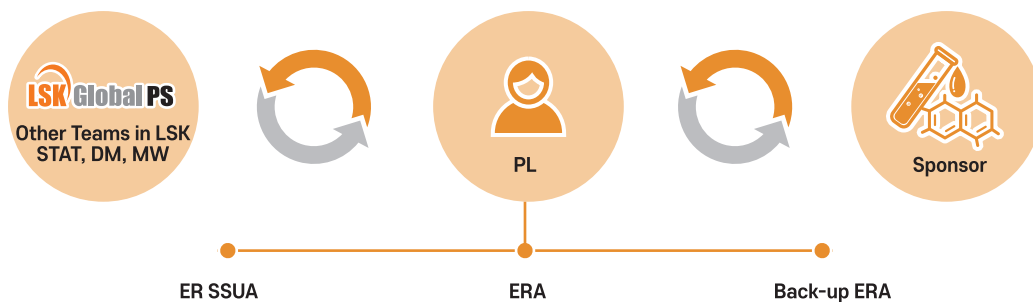 LSK Global PS
Other Teams in LSK
STAT, DM, MW
PL
Sponsor
ER SSUA
ERA
Back-up ERA